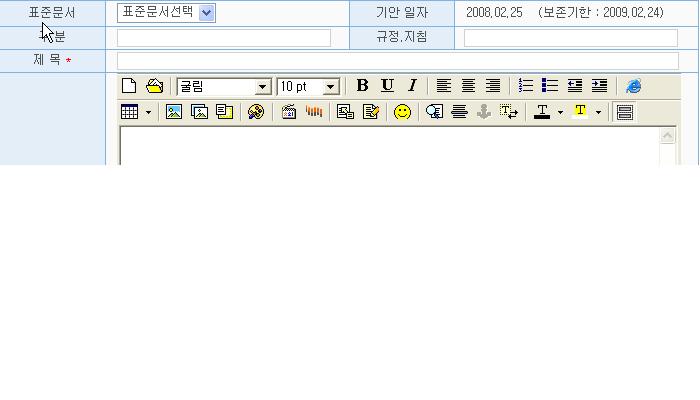 표준문서 표준문서선택 기안 일자 2008.02.25 (보존기한 : 2009.02.24)
분 규정.지침
제 목 *
굴림 10 pt B U I
T T